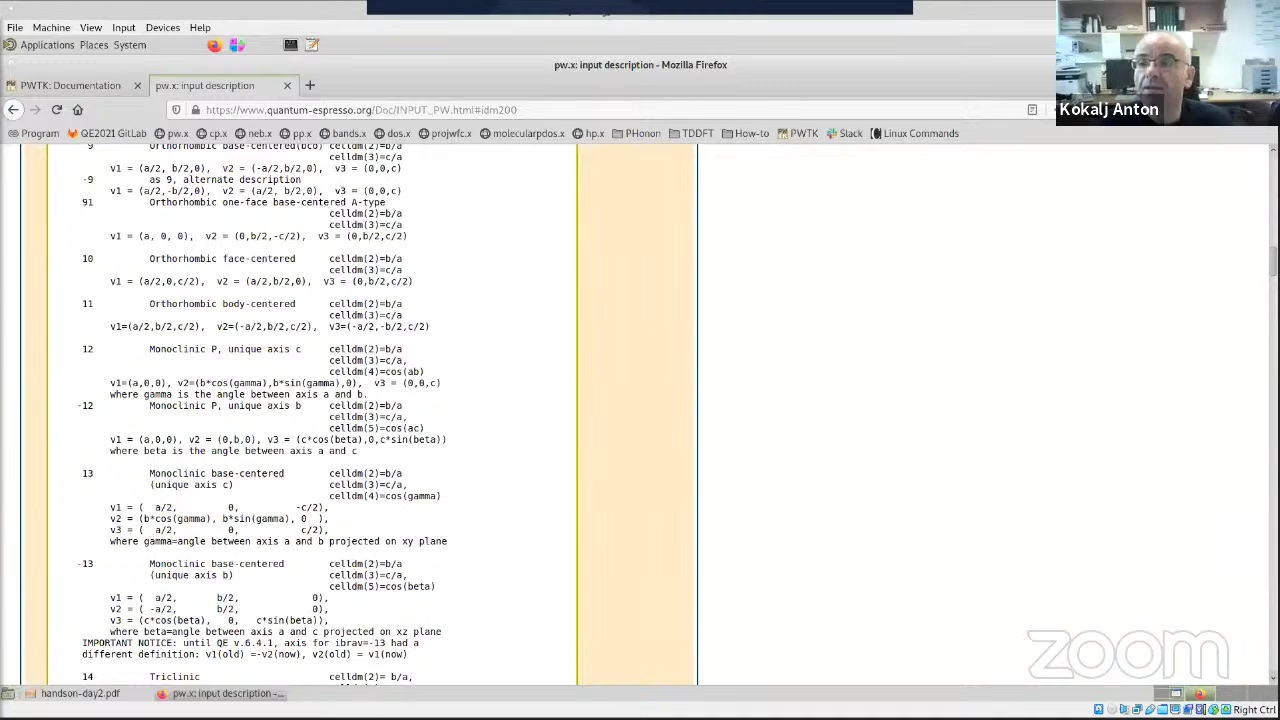 File Machine View Input Devices Help
Applications Places System
pw.x: input description - Mozilla Firefox
Kokalj Anton
PWTK: Documentation
pw.x: input description
https://www.quantum-espresso.org/Doc/INPUT_PW.html#idm200
Program QE2021 GitLab pw.x cp.x neb.x pp.x bands.x dos.x projwfc.x molecularpdos.x hp.x PHonon TDDFT How-to PWTK Slack Linux Commands
9 Orthorhombic base-centered(bco) celldm(2)=b/a
celldm(3)=c/a
v1 = (a/2, b/2,0), v2 = (-a/2,b/2,0), v3 = (0,0,c)
-9 as 9, alternate description
v1 = (a/2,-b/2,0), v2 = (a/2, b/2,0), v3 = (0,0,c)
91 Orthorhombic one-face base-centered A-type
celldm(2)=b/a
celldm(3)=c/a
v1 = (a, 0, 0), v2 = (0,b/2,-c/2), v3 = (0,b/2,c/2)
10 Orthorhombic face-centered celldm(2)=b/a
celldm(3)=c/a
v1 = (a/2,0,c/2), v2 = (a/2,b/2,0), v3 = (0,b/2,c/2)
11 Orthorhombic body-centered celldm(2)=b/a
celldm(3)=c/a
v1=(a/2,b/2,c/2), v2=(-a/2,b/2,c/2), v3=(-a/2,-b/2,c/2)
12 Monoclinic P, unique axis c celldm(2)=b/a
celldm(3)=c/a,
celldm(4)=cos(ab)
v1=(a,0,0), v2=(b*cos(gamma),b*sin(gamma),0), v3 = (0,0,c)
where gamma is the angle between axis a and b.
-12 Monoclinic P, unique axis b celldm(2)=b/a
celldm(3)=c/a,
celldm(5)=cos(ac)
v1 = (a,0,0), v2 = (0,b,0), v3 = (c*cos(beta),0,c*sin(beta))
where beta is the angle between axis a and c
13 Monoclinic base-centered celldm(2)=b/a
(unique axis c) celldm(3)=c/a,
celldm(4)=cos(gamma)
v1 = ( a/2, 0, -c/2),
v2 = (b*cos(gamma), b*sin(gamma), 0 ),
v3 = ( a/2, 0, c/2),
where gamma=angle between axis a and b projected on xy plane
-13 Monoclinic base-centered celldm(2)=b/a
(unique axis b) celldm(3)=c/a,
celldm(5)=cos(beta)
v1 = ( a/2, b/2, 0),
v2 = ( -a/2, b/2, 0),
v3 = (c*cos(beta), 0, c*sin(beta)),
where beta=angle between axis a and c projected on xz plane
IMPORTANT NOTICE: until QE v.6.4.1, axis for ibrav=-13 had a
different definition: v1(old) =-v2(now), v2(old) = v1(now)
14 Triclinic celldm(2)= b/a,
zoom
handson-day2.pdf
pw.x: input description -...
Right Ctrl